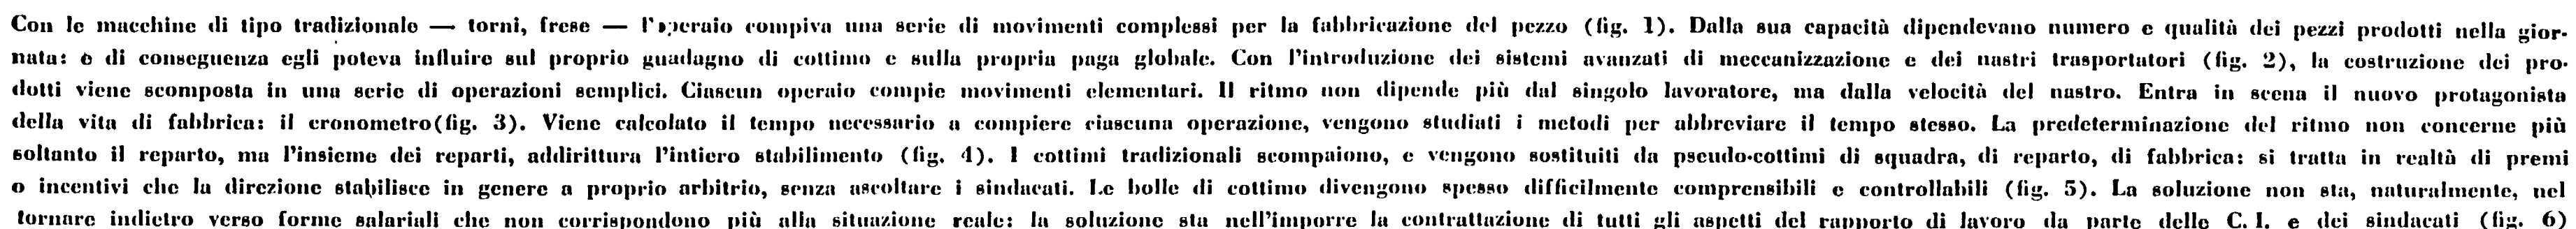 Con le macchine di tipo tradizionale — torni, frese — l'operaio compiva una serie di movimenti complessi per la fabbricazione del pezzo (fig. 1). Dalla sua capacità dipendevano numero e qualità dei pezzi prodotti nella gior-
nata: e di conseguenza egli poteva influire sul proprio guadagno di cottimo e sulla propria paga globale. Con l'introduzione dei sistemi avanzati di meccanizzazione e dei nastri trasportatori (fig. 2), la costruzione dei pro-
dotti viene scomposta in una serie di operazioni semplici. Ciascun operaio compie movimenti elementari. Il ritmo non dipende più dal singolo lavoratore, ma dalla velocità del nastro. Entra in scena il nuovo protagonista
della vita di fabbrica: il cronometro(fig. 3). Viene calcolato il tempo necessario a compiere ciascuna operazione, vengono studiati i metodi per abbreviare il tempo stesso. La predeterminazione del ritmo non concerne più
soltanto il reparto, ma l'insieme dei reparti, addirittura l'intiero stabilimento (fig. 4). I cottimi tradizionali scompaiono, e vengono sostituiti da pseudo-cottimi di squadra, di reparto, di fabbrica: si tratta in realtà di premi
o incentivi che la direzione stabilisce in genere a proprio arbitrio, senza ascoltare i sindacati. Le bolle di cottimo divengono spesso difficilmente comprensibili e controllabili (fig. 5). La soluzione non sta, naturalmente, nel
tornare indietro verso forme salariali che non corrispondono più alla situazione reale: la soluzione sta nell'imporre la contrattazione di tutti gli aspetti del rapporto di lavoro da parte delle C. I. e dei sindacati (fig. 6)